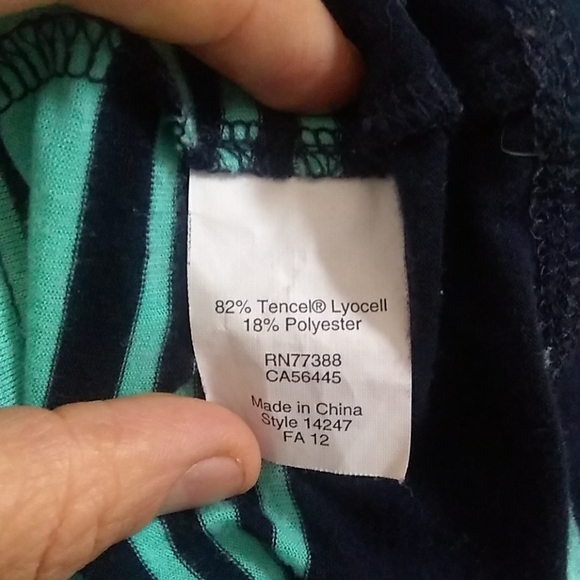 82% Tencel® Lyocell
18% Polyester
RN77388
CA56445
Made in China
Style 14247
FA 12